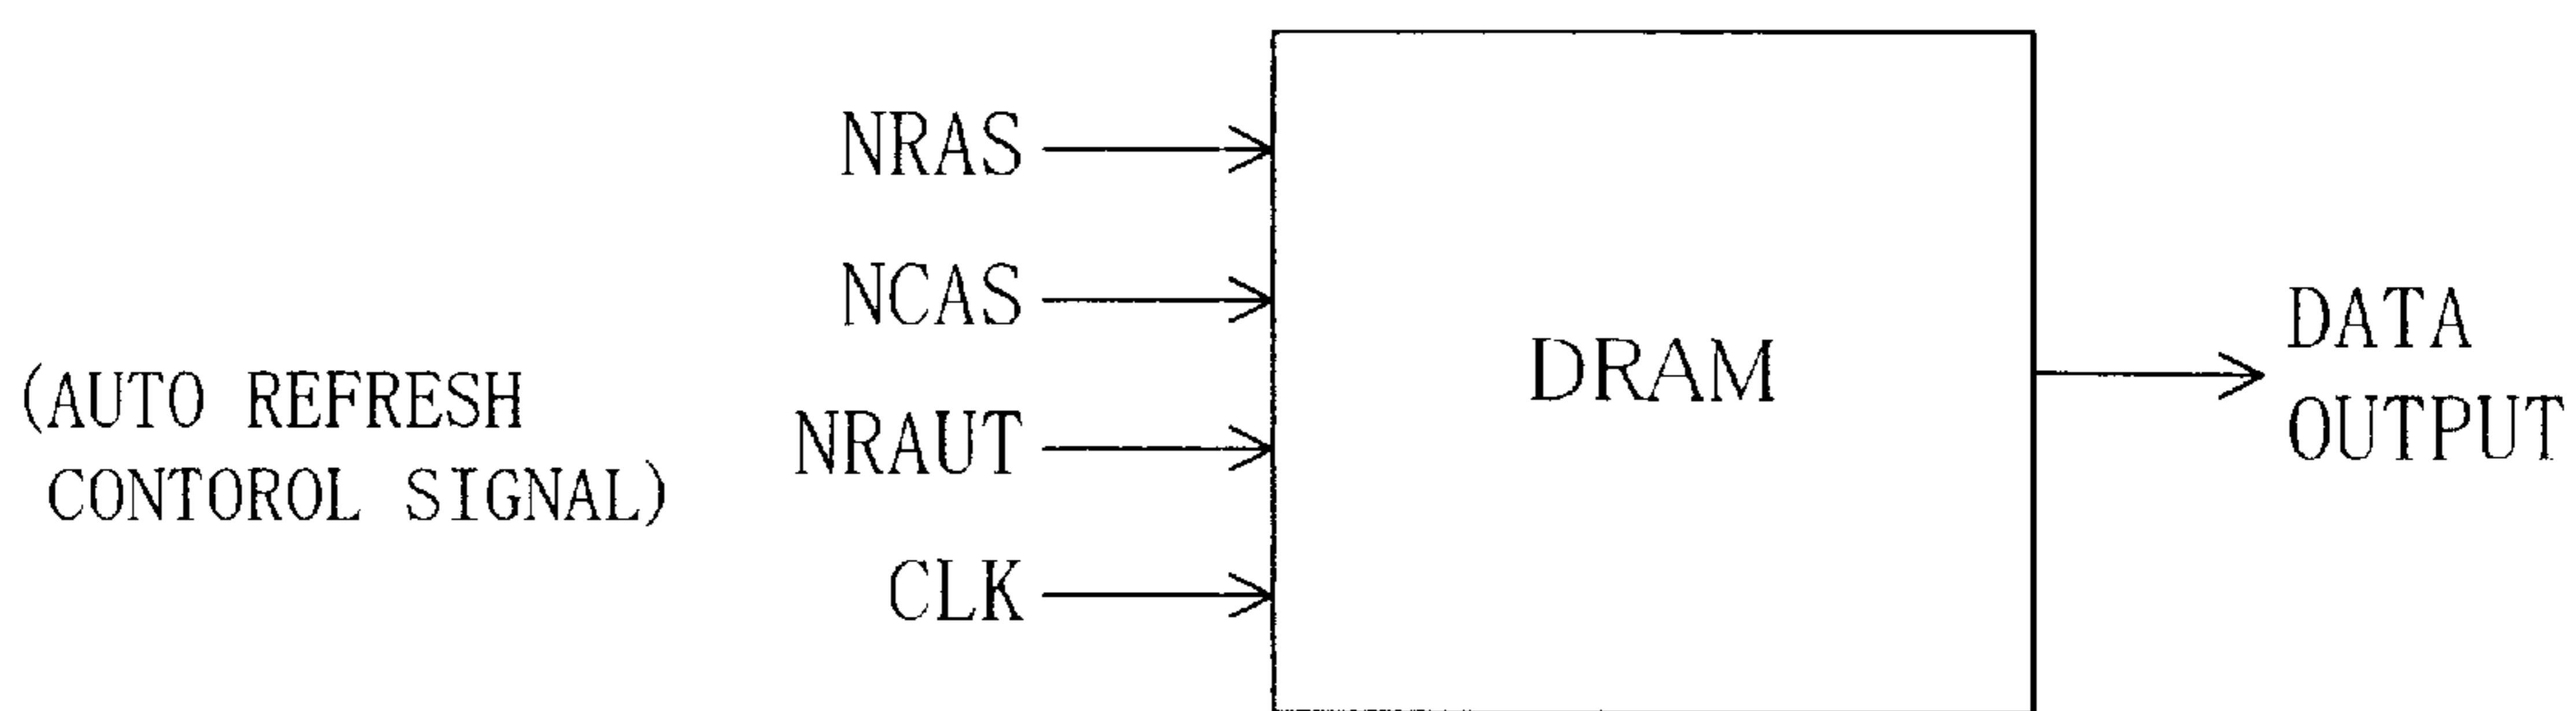 NRAS
NCAS
(AUTO REFRESH
CONTOROL SIGNAL)
NRAUT
CLK
DRAM
DATA
OUTPUT